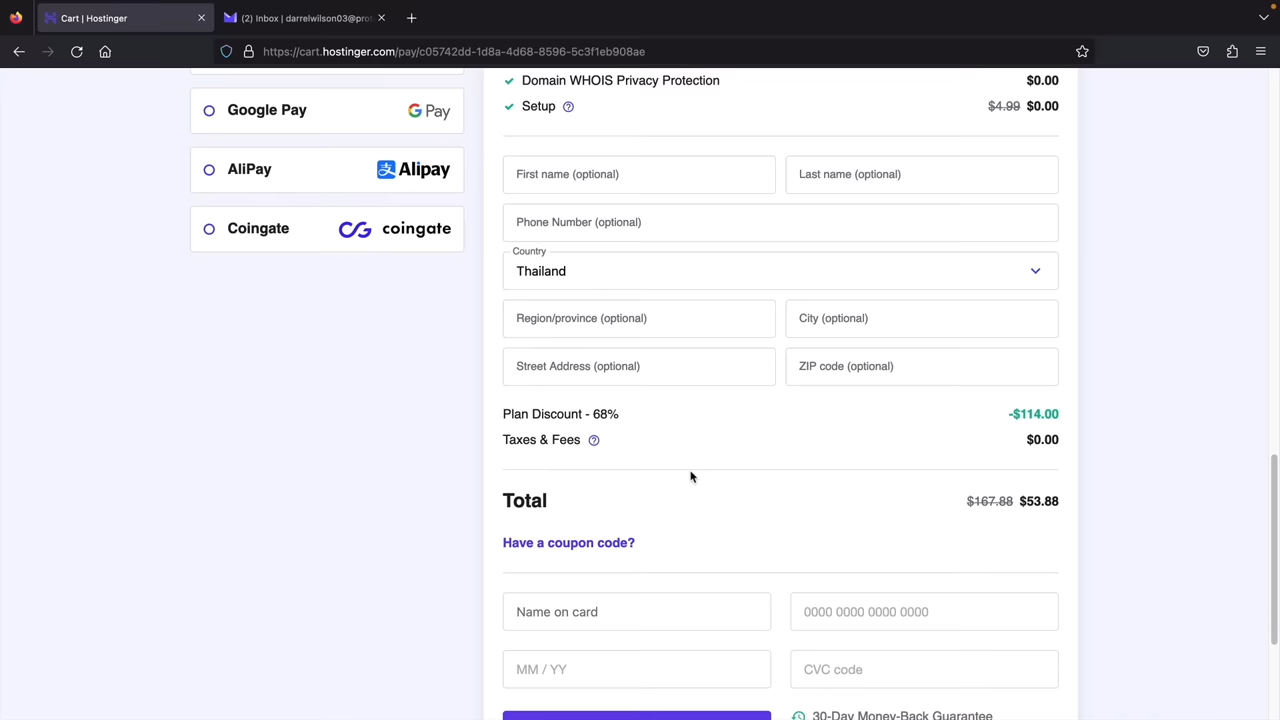 Cart | Hostinger
(2) Inbox | darrelwilson03@pro
https://cart.hostinger.com/pay/c05742dd-1d8a-4d68-8596-5c3f1eb908ae
Google Pay
G Pay
AliPay
支 Alipay
Coingate
coingate
Domain WHOIS Privacy Protection $0.00
Setup $4.99 $0.00
First name (optional) Last name (optional)
Phone Number (optional)
Country
Thailand
Region/province (optional) City (optional)
Street Address (optional) ZIP code (optional)
Plan Discount - 68% -$114.00
Taxes & Fees $0.00
Total $167.88 $53.88
Have a coupon code?
Name on card 0000 0000 0000 0000
MM / YY CVC code
30-Day Money-Back Guarantee